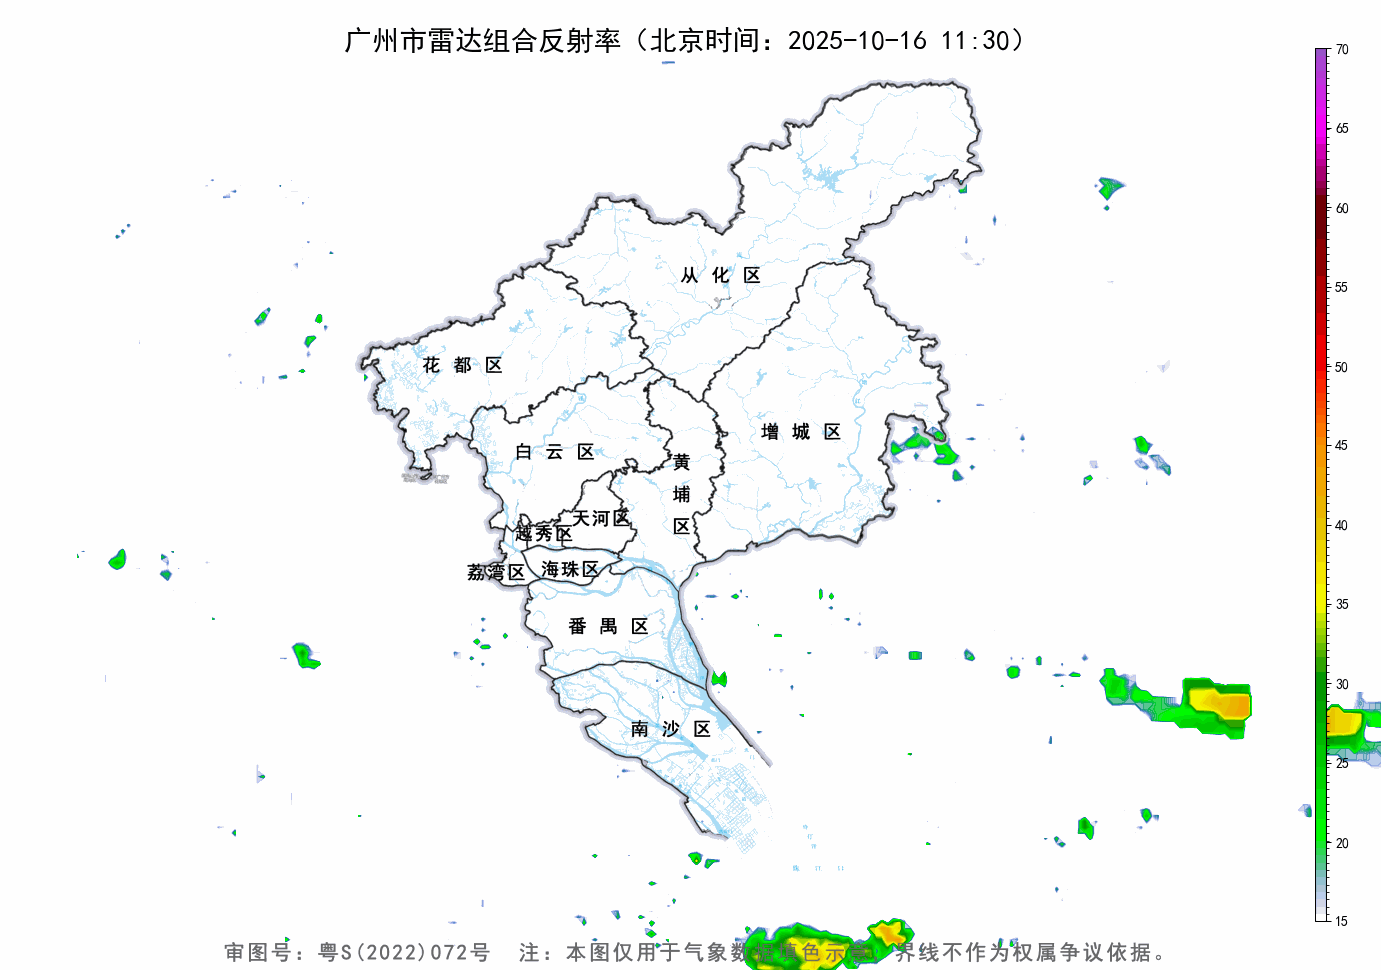 广州市雷达组合反射率（北京时间：2025-10-16 11:30）
70
65
60
55
50
45
40
35
30
25
20
15
从化区
花都区
增城区
白云区
黄埔区
天河区
越秀区
海珠区
荔湾区
番禺区
南沙区
审图号：粤S(2022)072号 注：本图仅用于气象数据填色示意，界线不作为权属争议依据。